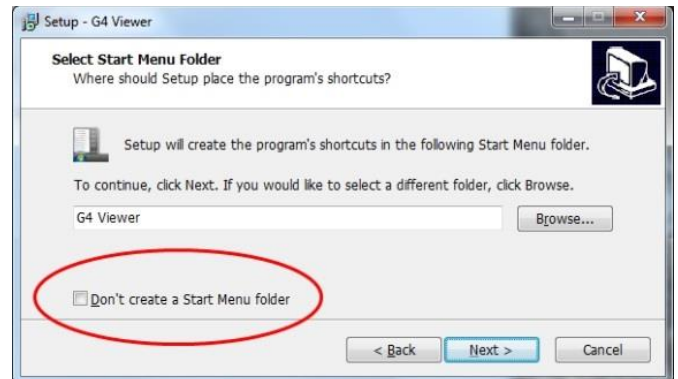 Setup - G4 Viewer
Select Start Menu Folder
Where should Setup place the program's shortcuts?
Setup will create the program's shortcuts in the following Start Menu folder.
To continue, click Next. If you would like to select a different folder, click Browse.
G4 Viewer
Browse...
Don't create a Start Menu folder
< Back
Next >
Cancel